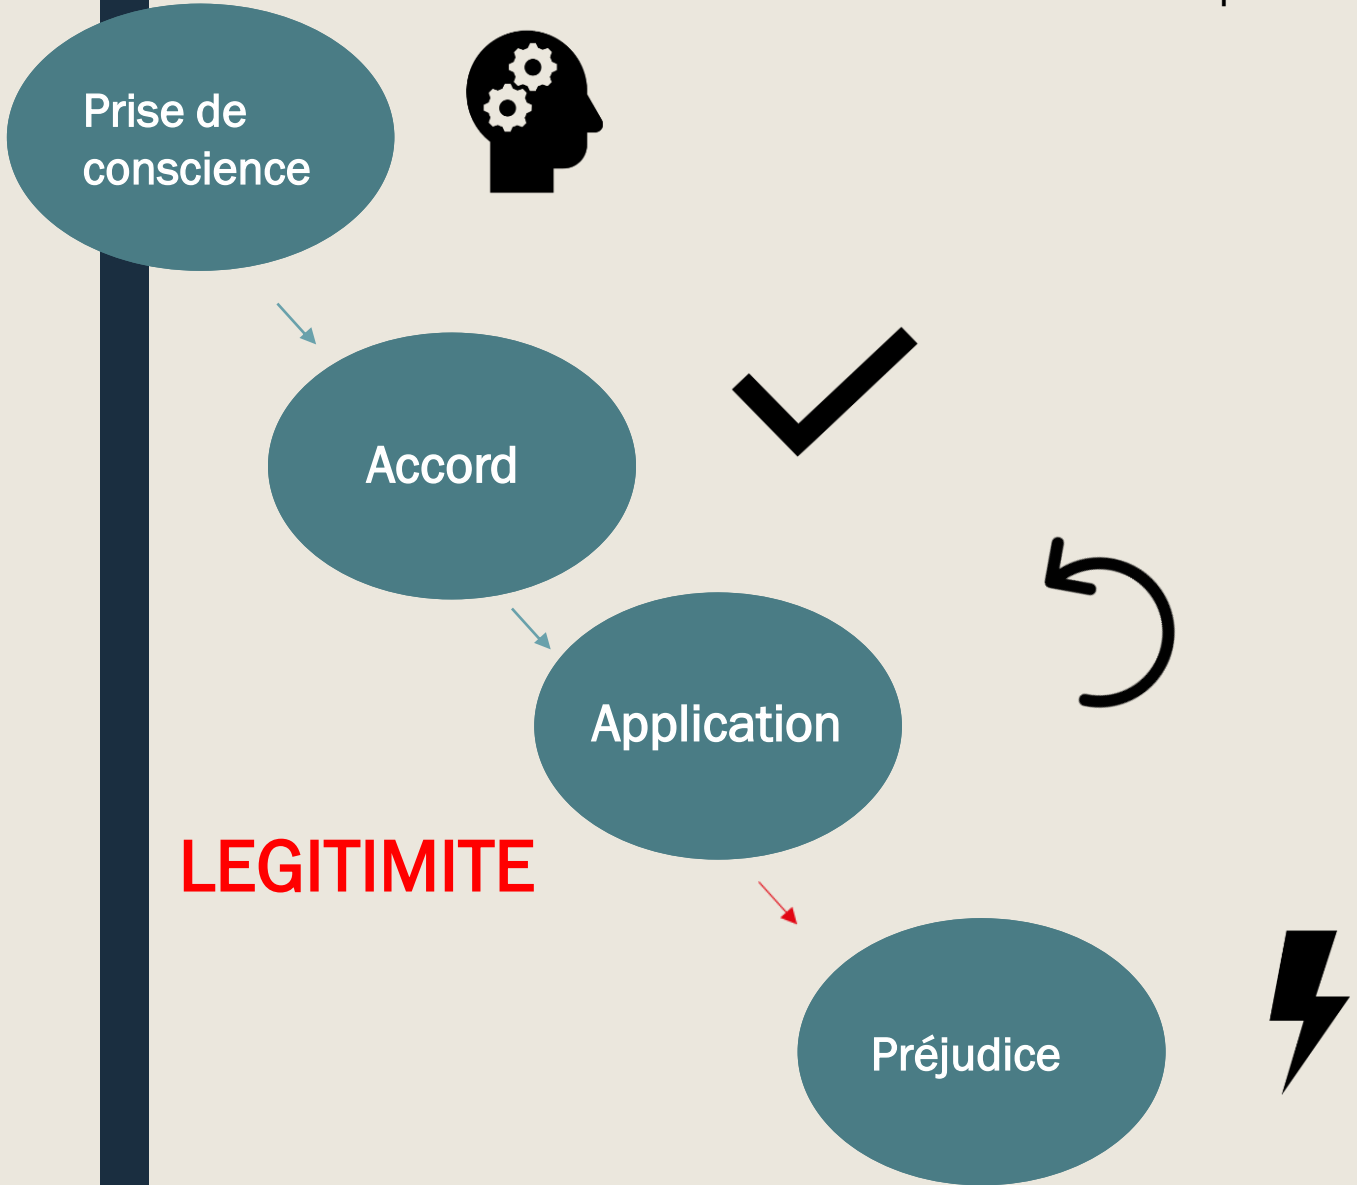 Prise de
conscience
Accord
Application
LEGITIMITE
Préjudice